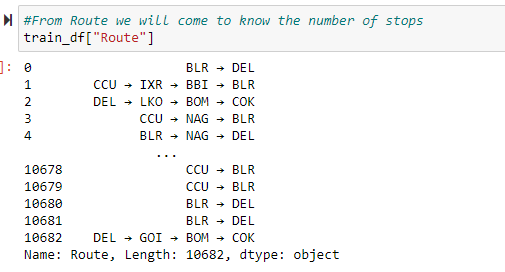 #From Route we will come to know the number of stops
train_df["Route"]
]: 0 BLR → DEL
1 CCU → IXR → BBI → BLR
2 DEL → LKO → BOM → COK
3 CCU → NAG → BLR
4 BLR → NAG → DEL
...
10678 CCU → BLR
10679 CCU → BLR
10680 BLR → DEL
10681 BLR → DEL
10682 DEL → GOI → BOM → COK
Name: Route, Length: 10682, dtype: object